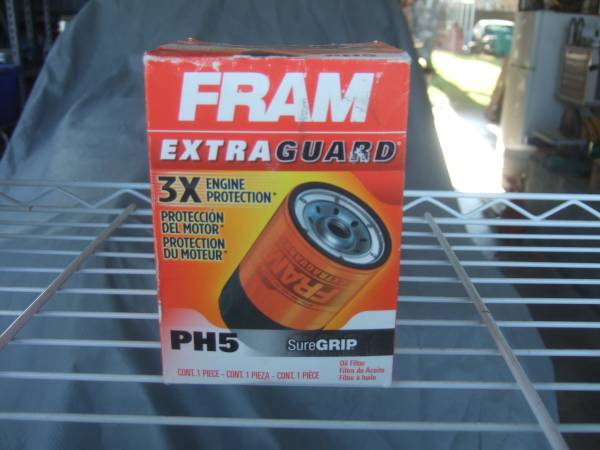 FRAM
EXTRAGUARD
3X ENGINE PROTECTION*
PROTECCIÓN
DEL MOTOR*
PROTECTION
DU MOTEUR*
FRAM
EXTRAGUARD
PH5
SureGRIP
Oil Filter
Filtro de Aceite
Filtre à huile
CONT. 1 PIECE - CONT. 1 PIEZA - CONT. 1 PIÈCE